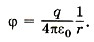 φ = q/(4πε₀) 1/r.